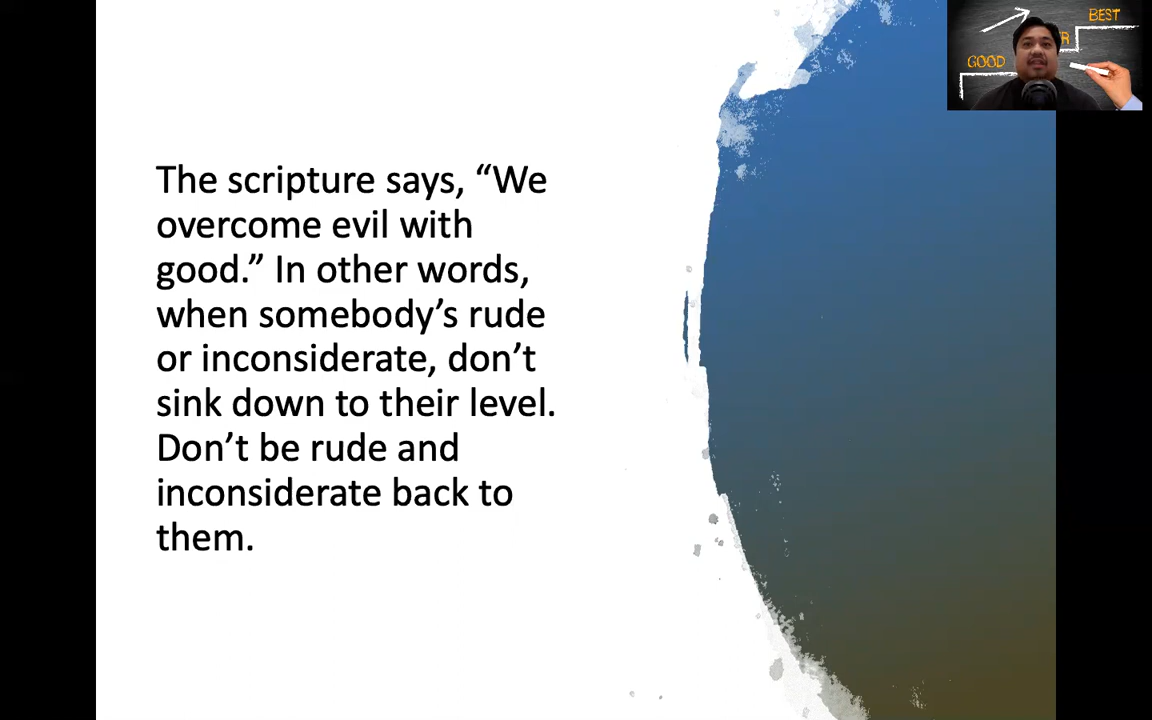 The scripture says, “We
overcome evil with
good.” In other words,
when somebody’s rude
or inconsiderate, don’t
sink down to their level.
Don’t be rude and
inconsiderate back to
them.
GOOD
BEST